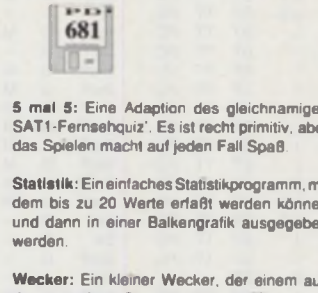 PD
681
5 mal 5: Eine Adaption des gleichnamige
SAT1-Fernsehquiz'. Es ist recht primitiv, abe
das Spielen macht auf jeden Fall Spaß.
Statistik: Ein einfaches Statistikprogramm, m
dem bis zu 20 Werte erfaßt werden könne
und dann in einer Balkengrafik ausgegebe
werden.
Wecker: Ein kleiner Wecker, der einem au